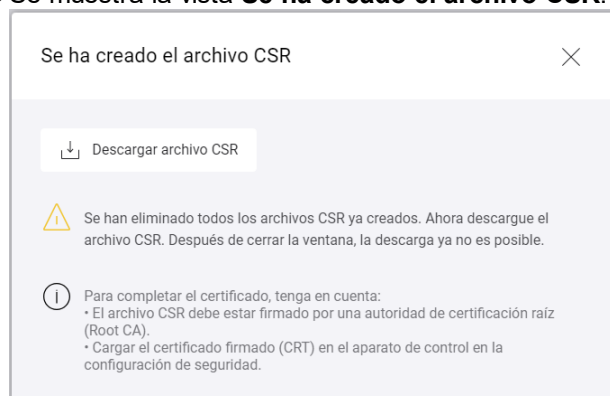 Se muestra la vista Se ha creado el archivo CSR.
Se ha creado el archivo CSR
Descargar archivo CSR
Se han eliminado todos los archivos CSR ya creados. Ahora descargue el
archivo CSR. Después de cerrar la ventana, la descarga ya no es posible.
Para completar el certificado, tenga en cuenta:
• El archivo CSR debe estar firmado por una autoridad de certificación raíz
(Root CA).
• Cargar el certificado firmado (CRT) en el aparato de control en la
configuración de seguridad.